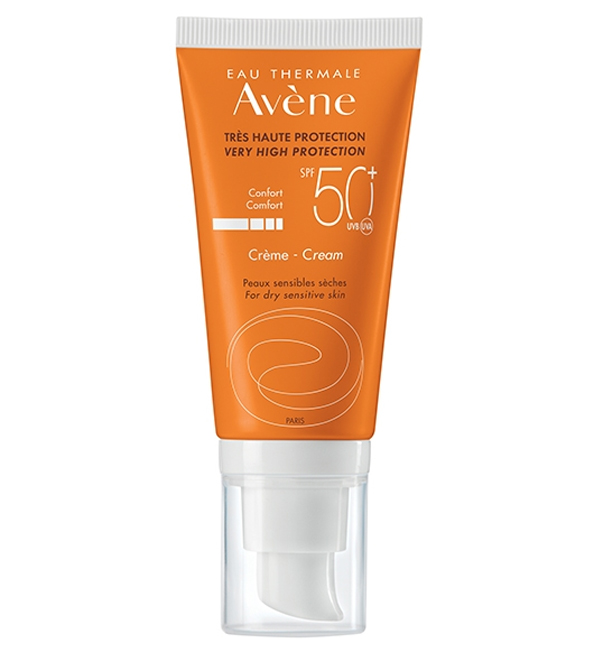 EAU THERMALE
Avène
TRÈS HAUTE PROTECTION
VERY HIGH PROTECTION
SPF 50+
Confort
Comfort
UVB UVA
Crème - Cream
Peaux sensibles sèches
For dry sensitive skin
PARIS